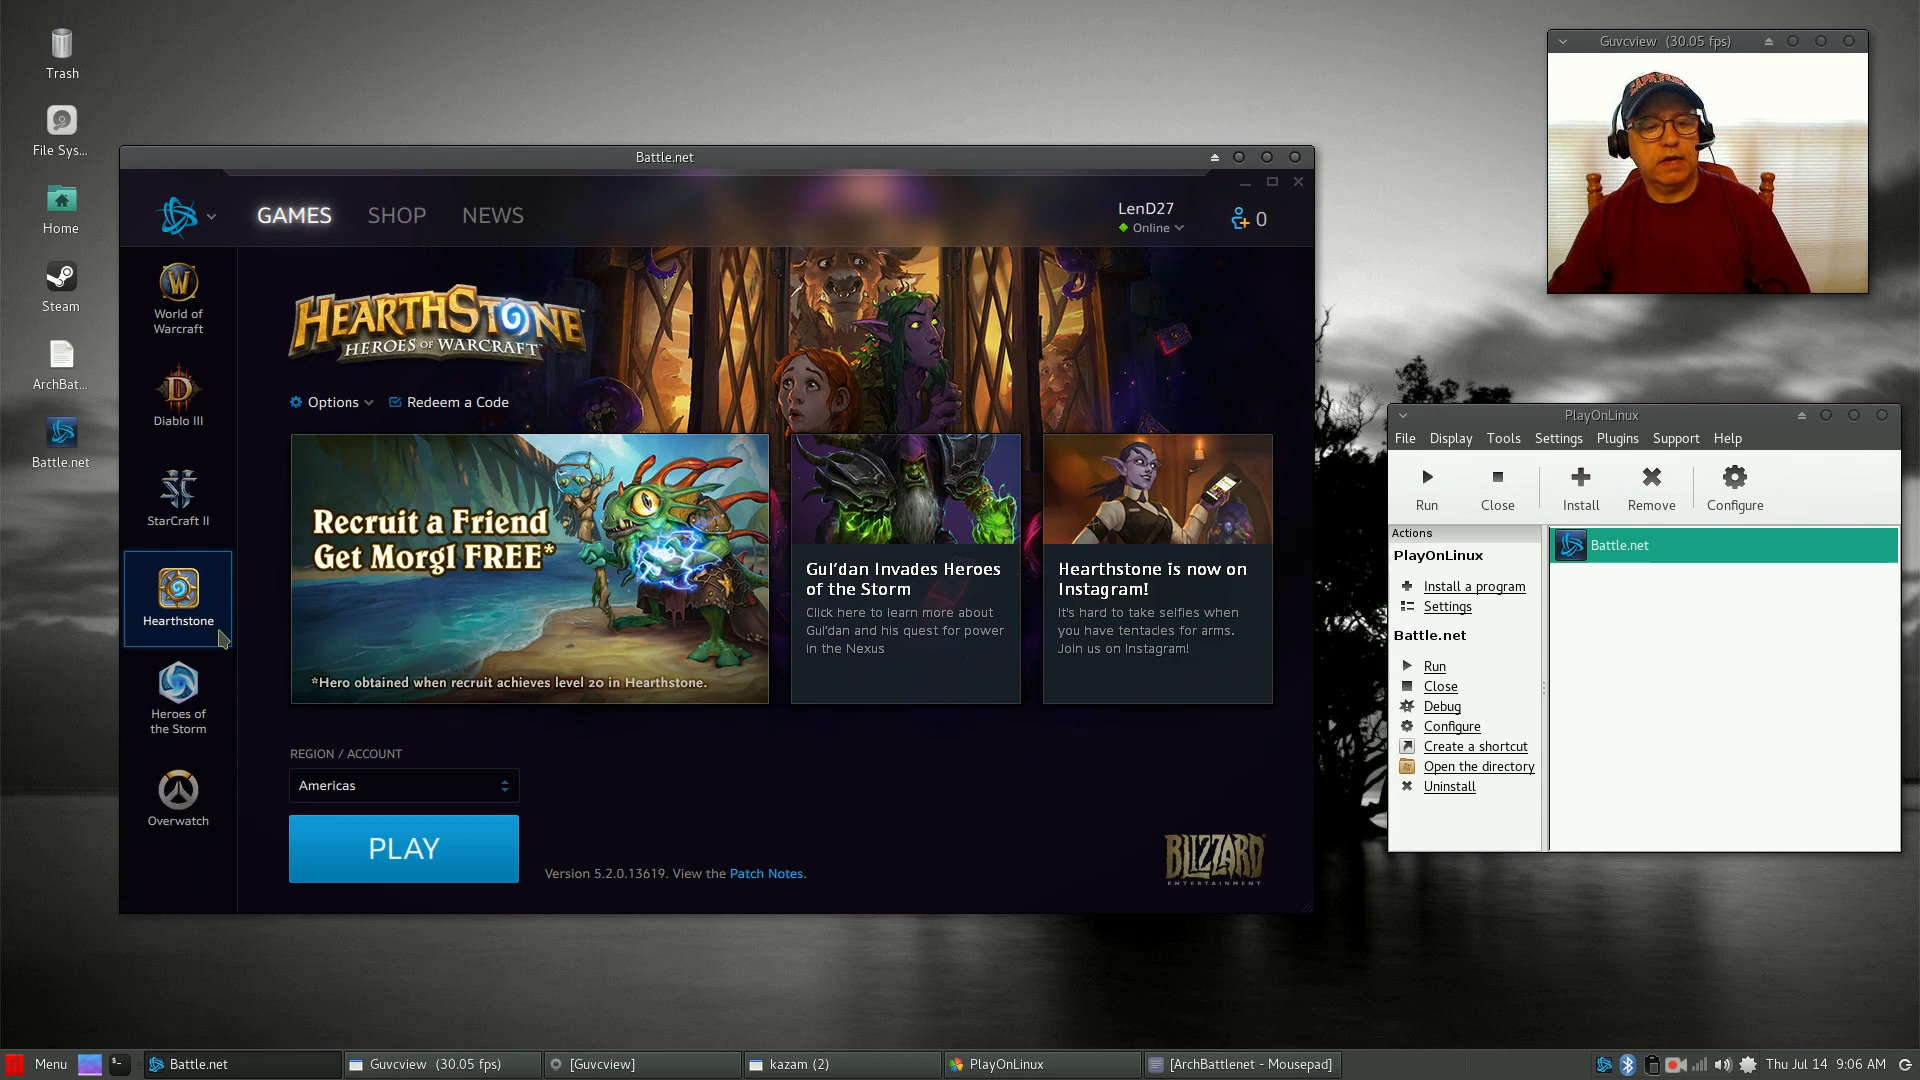 Trash
File Sys...
Home
Steam
ArchBat...
Battle.net
Battle.net
GAMES
SHOP
NEWS
LenD27
Online
0
World of
Warcraft
Diablo III
StarCraft II
Hearthstone
Heroes of
the Storm
Overwatch
HEARTHSTONE
HEROES OF WARCRAFT
Options
Redeem a Code
Recruit a Friend
Get Morgl FREE*
*Hero obtained when recruit achieves level 20 in Hearthstone.
Gul'dan Invades Heroes
of the Storm
Click here to learn more about
Gul'dan and his quest for power
in the Nexus
Hearthstone is now on
Instagram!
It's hard to take selfies when
you have tentacles for arms.
Join us on Instagram!
REGION / ACCOUNT
Americas
PLAY
Version 5.2.0.13619. View the Patch Notes.
BLIZZARD
ENTERTAINMENT
Guvcview (30.05 fps)
PlayOnLinux
File Display Tools Settings Plugins Support Help
Run
Close
Install
Remove
Configure
Actions
PlayOnLinux
Install a program
Settings
Battle.net
Run
Close
Debug
Configure
Create a shortcut
Open the directory
Uninstall
Battle.net
Menu
Battle.net
Guvcview (30.05 fps)
[Guvcview]
kazam (2)
PlayOnLinux
[ArchBattlenet - Mousepad]
Thu Jul 14 9:06 AM